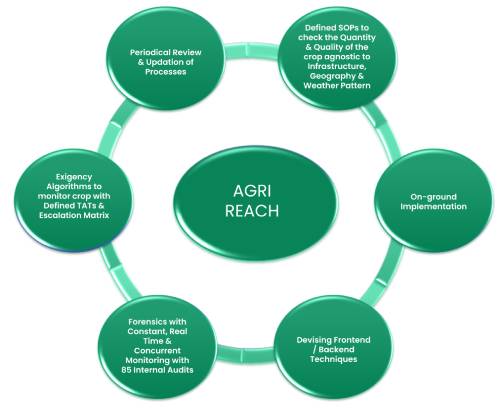 Periodical Review
& Updation of
Processes
Defined SOPs to
check the Quantity
& Quality of the
crop agnostic to
Infrastructure,
Geography &
Weather Pattern
Exigency
Algorithms to
monitor crop with
Defined TATs &
Escalation Matrix
AGRI
REACH
On-ground
Implementation
Forensics with
Constant, Real
Time &
Concurrent
Monitoring with
85 Internal Audits
Devising Frontend
/ Backend
Techniques